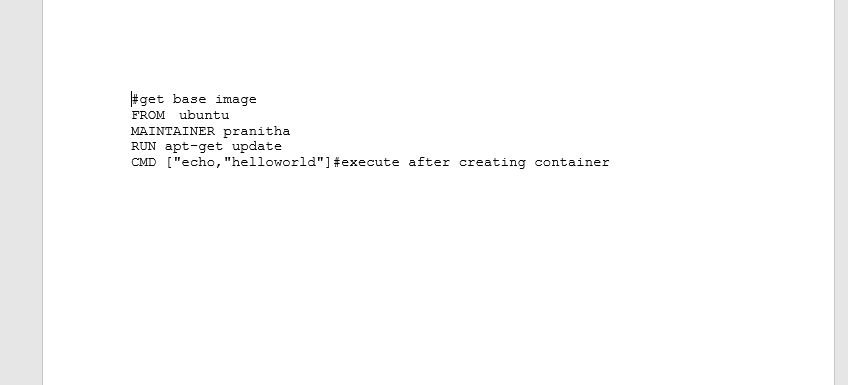 #get base image
FROM  ubuntu
MAINTAINER pranitha
RUN apt-get update
CMD ["echo,"helloworld"]#execute after creating container